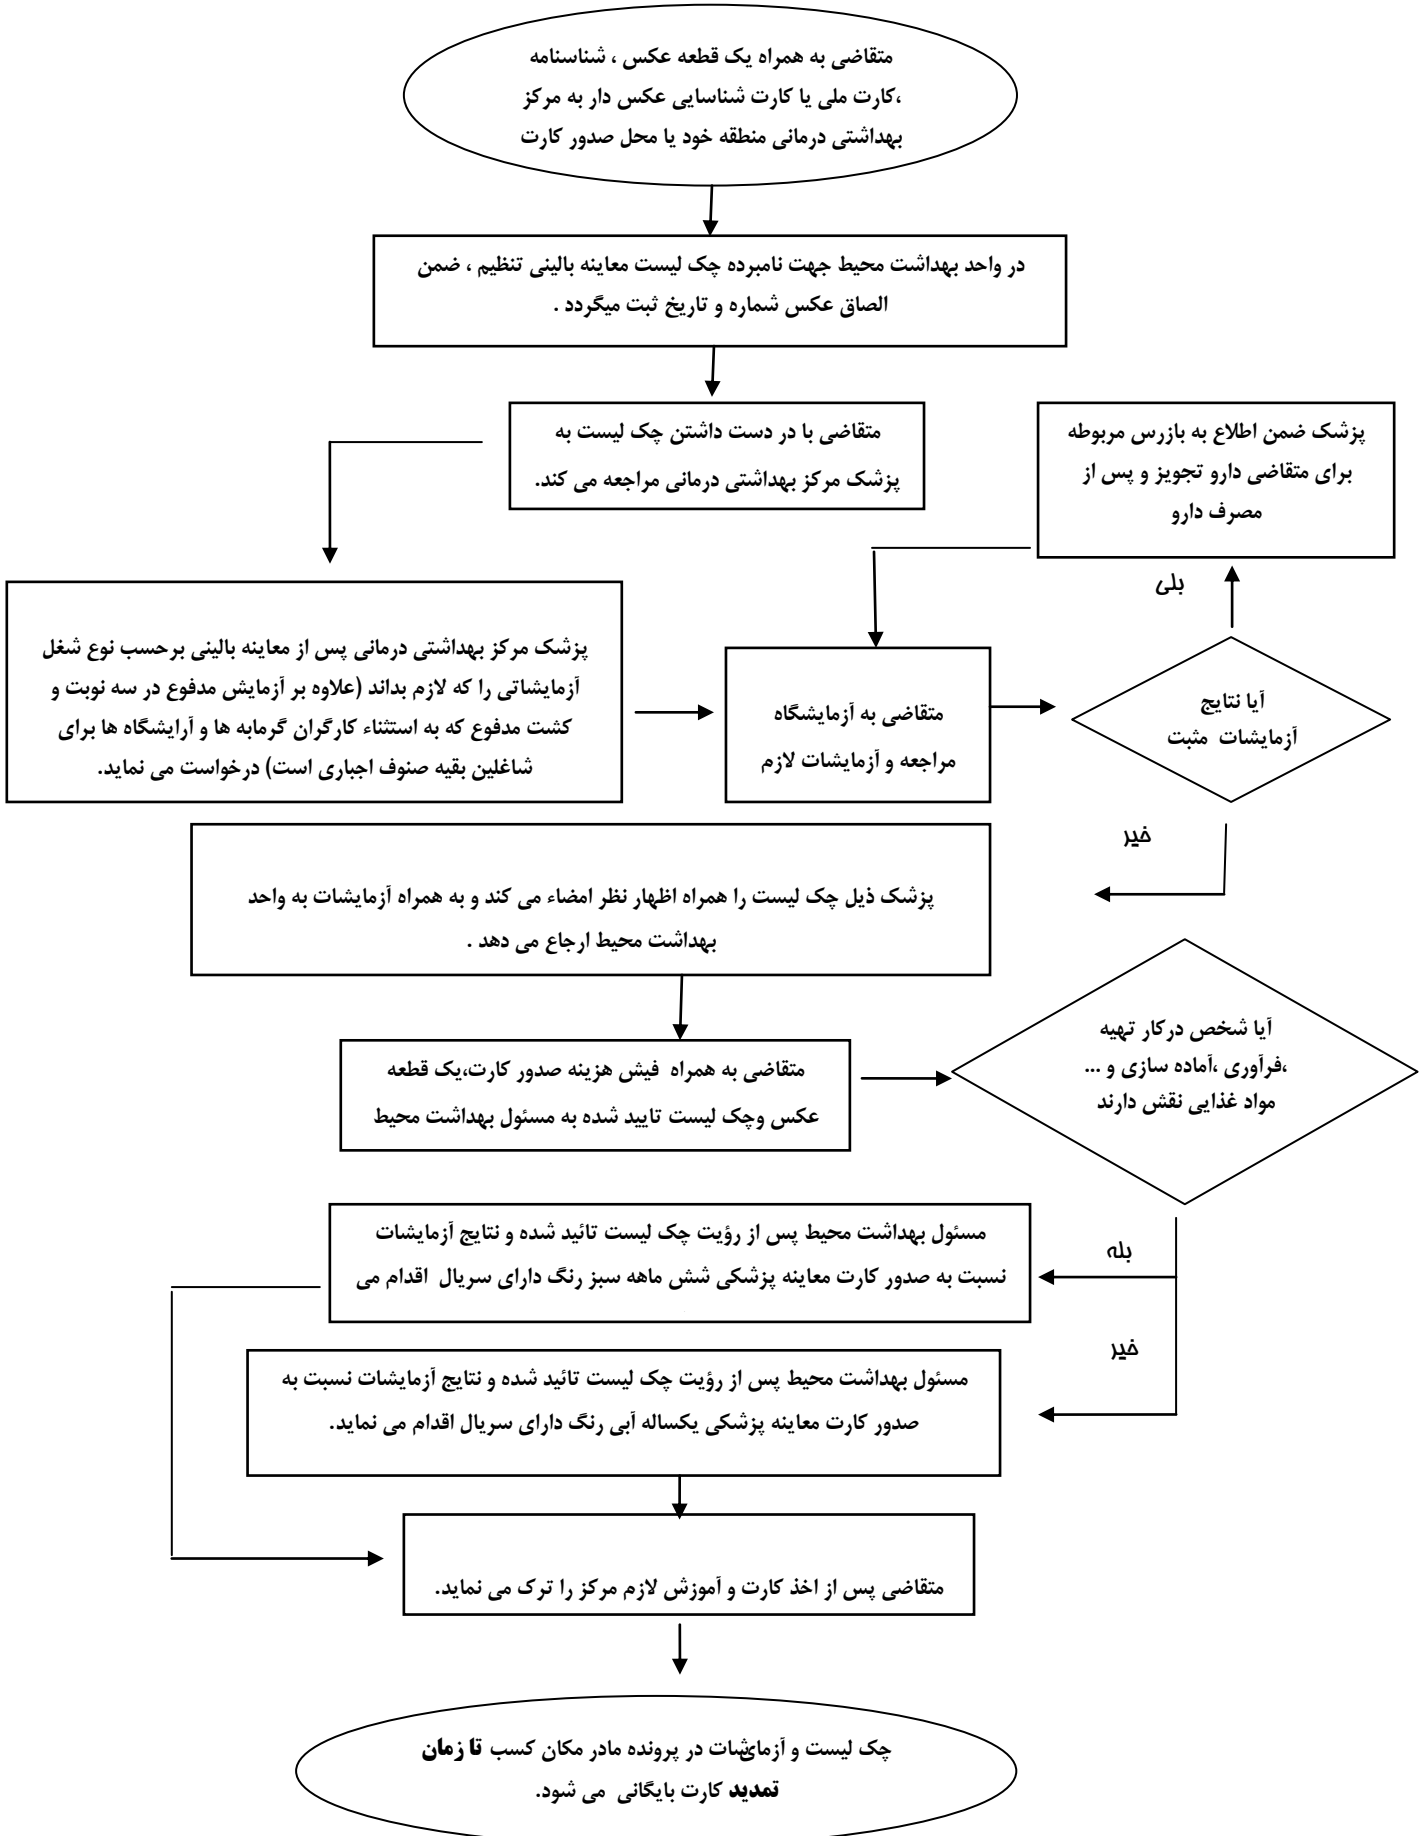 متقاضی به همراه یک قطعه عکس ، شناسنامه
،کارت ملی یا کارت شناسایی عکس دار به مرکز
بهداشتی درمانی منطقه خود یا محل صدور کارت
در واحد بهداشت محیط جهت نامبرده چک لیست معاینه بالینی تنظیم ، ضمن
الصاق عکس شماره و تاریخ ثبت میگردد .
متقاضی با در دست داشتن چک لیست به
پزشک مرکز بهداشتی درمانی مراجعه می کند.
پزشک ضمن اطلاع به بازرس مربوطه
برای متقاضی دارو تجویز و پس از
مصرف دارو
بلی
پزشک مرکز بهداشتی درمانی پس از معاینه بالینی برحسب نوع شغل
آزمایشاتی را که لازم بداند (علاوه بر آزمایش مدفوع در سه نوبت و
کشت مدفوع که به استثناء کارگران گرمابه ها و آرایشگاه ها برای
شاغلین بقیه صنوف اجباری است) درخواست می نماید.
متقاضی به آزمایشگاه
مراجعه و آزمایشات لازم
آیا نتایج
آزمایشات مثبت
خیر
پزشک ذیل چک لیست را همراه اظهار نظر امضاء می کند و به همراه آزمایشات به واحد
بهداشت محیط ارجاع می دهد .
متقاضی به همراه فیش هزینه صدور کارت،یک قطعه
عکس وچک لیست تایید شده به مسئول بهداشت محیط
آیا شخص درکار تهیه
،فرآوری ،آماده سازی و ...
مواد غذایی نقش دارند
مسئول بهداشت محیط پس از رؤیت چک لیست تائید شده و نتایج آزمایشات
نسبت به صدور کارت معاینه پزشکی شش ماهه سبز رنگ دارای سریال اقدام می
بله
خیر
مسئول بهداشت محیط پس از رؤیت چک لیست تائید شده و نتایج آزمایشات نسبت به
صدور کارت معاینه پزشکی یکساله آبی رنگ دارای سریال اقدام می نماید.
متقاضی پس از اخذ کارت و آموزش لازم مرکز را ترک می نماید.
چک لیست و آزمایشات در پرونده مادر مکان کسب تا زمان
تمدید کارت بایگانی می شود.